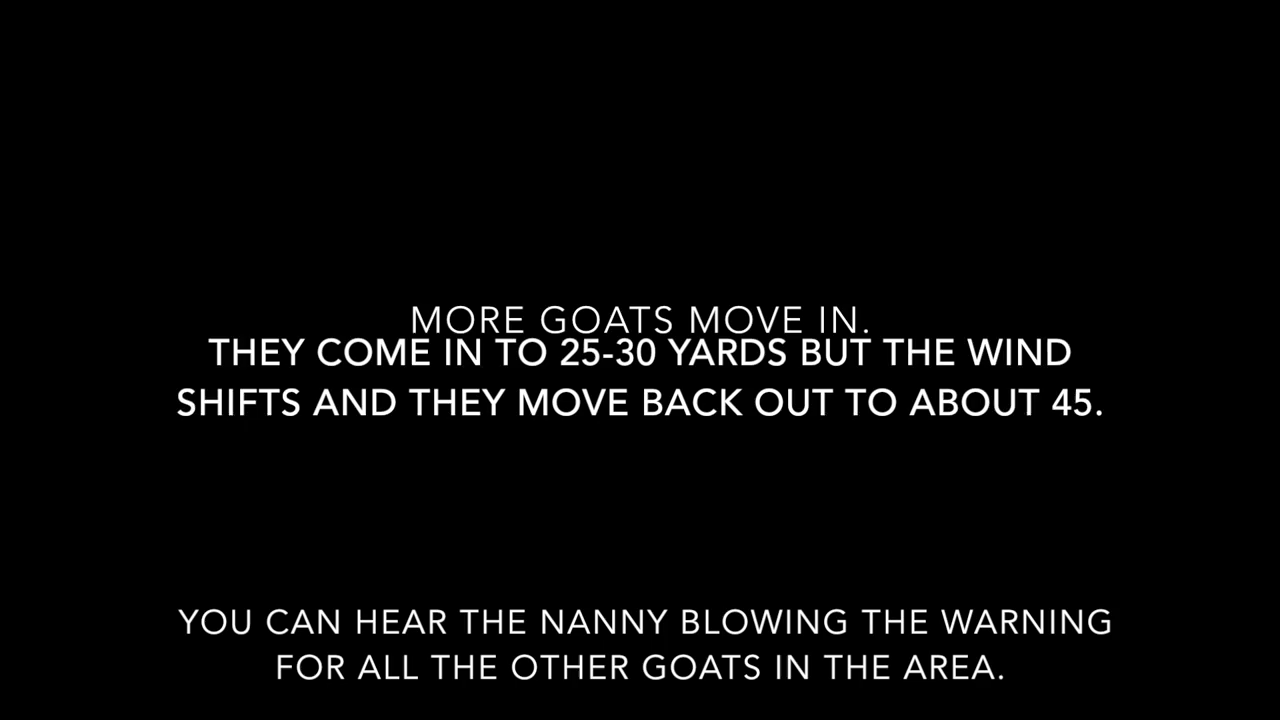 MORE GOATS MOVE IN.
THEY COME IN TO 25-30 YARDS BUT THE WIND
SHIFTS AND THEY MOVE BACK OUT TO ABOUT 45.
YOU CAN HEAR THE NANNY BLOWING THE WARNING
FOR ALL THE OTHER GOATS IN THE AREA.